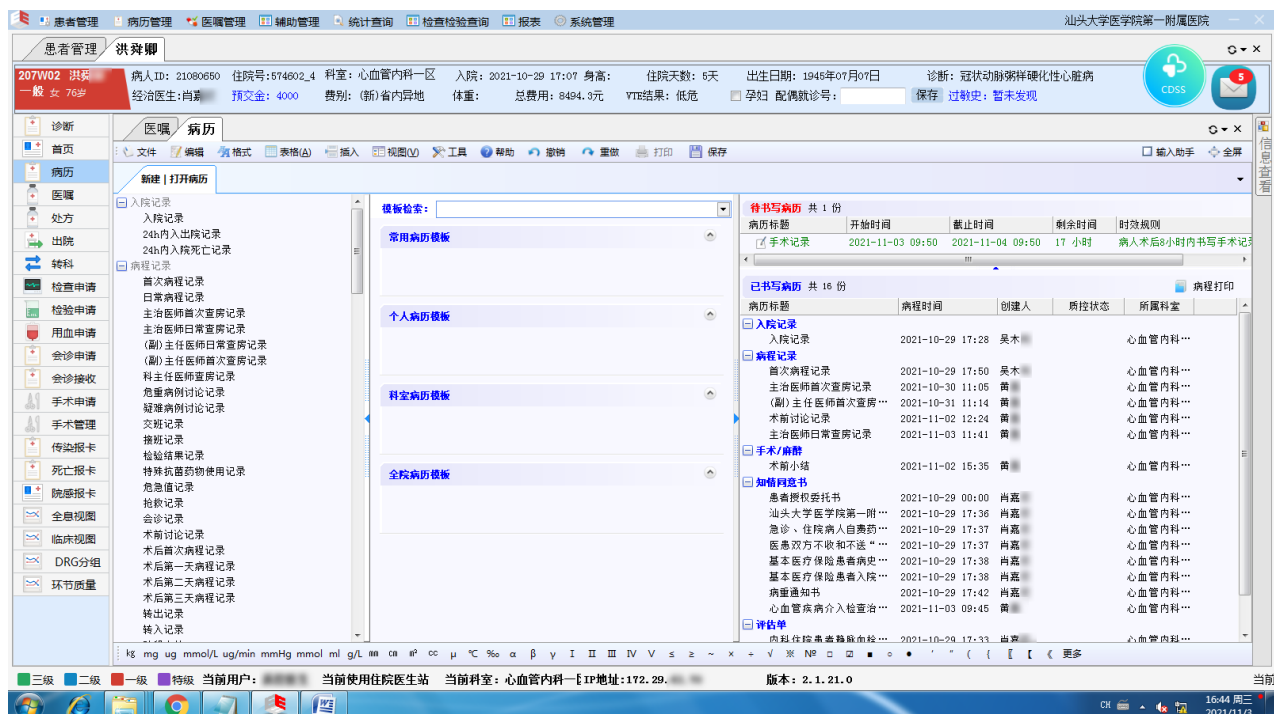 患者管理 病历管理 医嘱管理 辅助管理 统计查询 检查检验查询 报表 系统管理 汕头大学医学院第一附属医院
患者管理 洪舜卿
207W02 洪 病人ID: 21080650 住院号:574602_4 科室: 心血管内科一区 入院: 2021-10-29 17:07 身高: 住院天数: 5天 出生日期: 1945年07月07日 诊断: 冠状动脉粥样硬化性心脏病
一般 女 76岁 经治医生:肖嘉 预交金: 4000 费别: (新)省内异地 体重: 总费用: 8494.3元 VTE结果: 低危 孕妇 配偶就诊号: 保存 过敏史: 暂未发现
CDSS
5
诊断
首页
病历
医嘱
处方
出院
转科
检查申请
检验申请
用血申请
会诊申请
会诊接收
手术申请
手术管理
传染报卡
死亡报卡
院感报卡
全息视图
临床视图
DRG分组
环节质量
医嘱 病历
文件 编辑 格式 表格(A) 插入 视图(V) 工具 帮助 撤销 重做 打印 保存 输入助手 全屏
信息查看
新建 | 打开病历
入院记录
入院记录
24h内入出院记录
24h内入院死亡记录
病程记录
首次病程记录
日常病程记录
主治医师首次查房记录
主治医师日常查房记录
(副)主任医师日常查房记录
(副)主任医师首次查房记录
科主任医师查房记录
危重病例讨论记录
疑难病例讨论记录
交班记录
接班记录
检验结果记录
特殊抗菌药物使用记录
危急值记录
抢救记录
会诊记录
术前讨论记录
术后首次病程记录
术后第一天病程记录
术后第二天病程记录
术后第三天病程记录
转出记录
转入记录
模板检索:
常用病历模板
个人病历模板
科室病历模板
全院病历模板
待书写病历 共 1 份
病历标题 开始时间 截止时间 剩余时间 时效规则
手术记录 2021-11-03 09:50 2021-11-04 09:50 17 小时 病人术后8小时内书写手术记
已书写病历 共 16 份 病程打印
病历标题 病程时间 创建人 质控状态 所属科室
入院记录
入院记录 2021-10-29 17:28 吴木 心血管内科…
病程记录
首次病程记录 2021-10-29 17:50 吴木 心血管内科…
主治医师首次查房记录 2021-10-30 11:05 黄 心血管内科…
(副)主任医师首次查房… 2021-10-31 11:14 黄 心血管内科…
术前讨论记录 2021-11-02 12:24 黄 心血管内科…
主治医师日常查房记录 2021-11-03 11:41 黄 心血管内科…
手术/麻醉
术前小结 2021-11-02 15:35 黄 心血管内科…
知情同意书
患者授权委托书 2021-10-29 00:00 肖嘉 心血管内科…
汕头大学医学院第一附… 2021-10-29 17:36 肖嘉 心血管内科…
急诊、住院病人自费药… 2021-10-29 17:37 肖嘉 心血管内科…
医患双方不收和不送“… 2021-10-29 17:37 肖嘉 心血管内科…
基本医疗保险患者病史… 2021-10-29 17:38 肖嘉 心血管内科…
基本医疗保险患者入院… 2021-10-29 17:38 肖嘉 心血管内科…
病重通知书 2021-10-29 17:42 肖嘉 心血管内科…
心血管疾病介入检查治… 2021-11-03 09:45 黄 心血管内科…
评估单
内科住院患者静脉血栓… 2021-10-29 17:33 肖嘉 心血管内科…
kg mg ug mmol/L ug/min mmHg mmol ml g/L mm cm m² cc μ ℃ ‰ α β γ Ⅰ Ⅱ Ⅲ Ⅳ Ⅴ ≤ ≥ ~ × ÷ √ ※ № □ ☑ ■ ○ ● ′ ″ ( { 〖 [ 《 更多
三级 二级 一级 特级 当前用户: 当前使用住院医生站 当前科室: 心血管内科一区 IP地址:172.29. 版本: 2.1.21.0 当前
CH 16:44 周三
2021/11/3